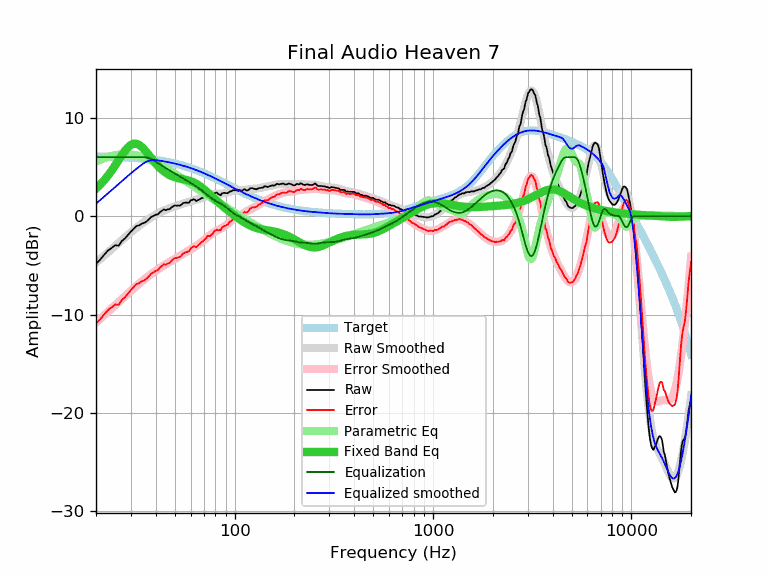 Final Audio Heaven 7
10
0
−10
−20
−30
Amplitude (dBr)
Target
Raw Smoothed
Error Smoothed
Raw
Error
Parametric Eq
Fixed Band Eq
Equalization
Equalized smoothed
100
1000
10000
Frequency (Hz)